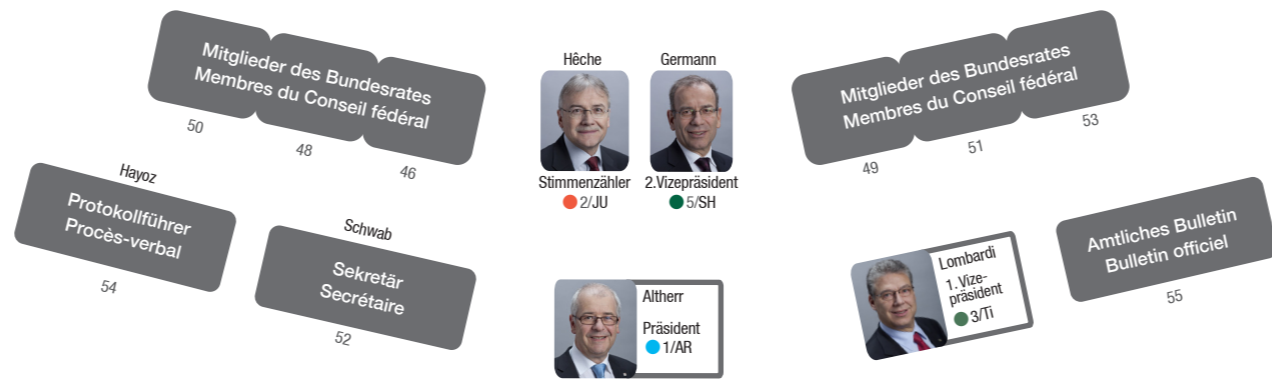 Mitglieder des Bundesrates
Membres du Conseil fédéral
50
48
46
Hêche
Stimmenzähler
2/JU
Germann
2.Vizepräsident
5/SH
Mitglieder des Bundesrates
Membres du Conseil fédéral
49
51
53
Hayoz
Protokollführer
Procès-verbal
54
Schwab
Sekretär
Secrétaire
52
Altherr
Präsident
1/AR
Lombardi
1. Vize-
präsident
3/Ti
Amtliches Bulletin
Bulletin officiel
55